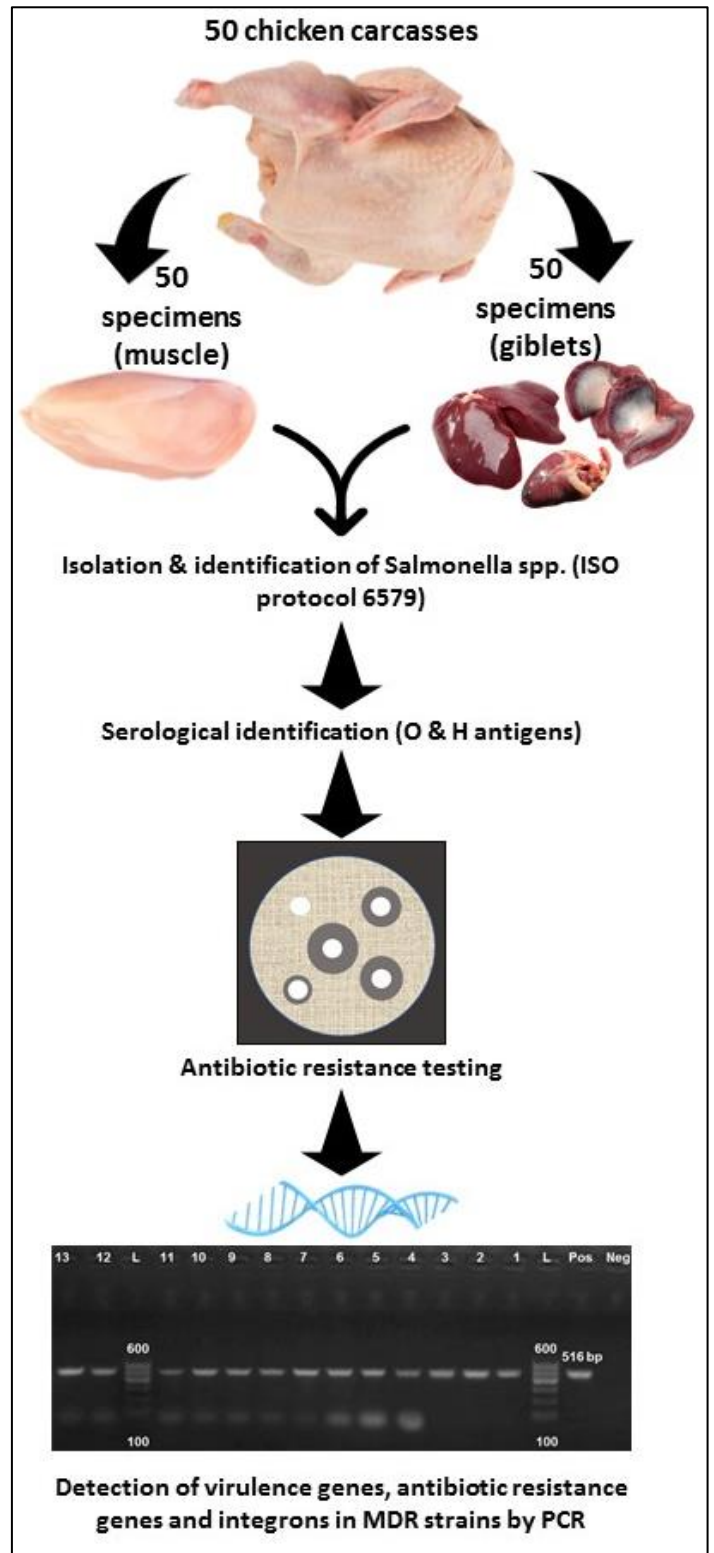 50 chicken carcasses
50
specimens
(muscle)
50
specimens
(giblets)
Isolation & identification of Salmonella spp. (ISO
protocol 6579)
Serological identification (O & H antigens)
Antibiotic resistance testing
13 12 L 11 10 9 8 7 6 5 4 3 2 1 L Pos Neg
600 600 516 bp
100 100
Detection of virulence genes, antibiotic resistance
genes and integrons in MDR strains by PCR